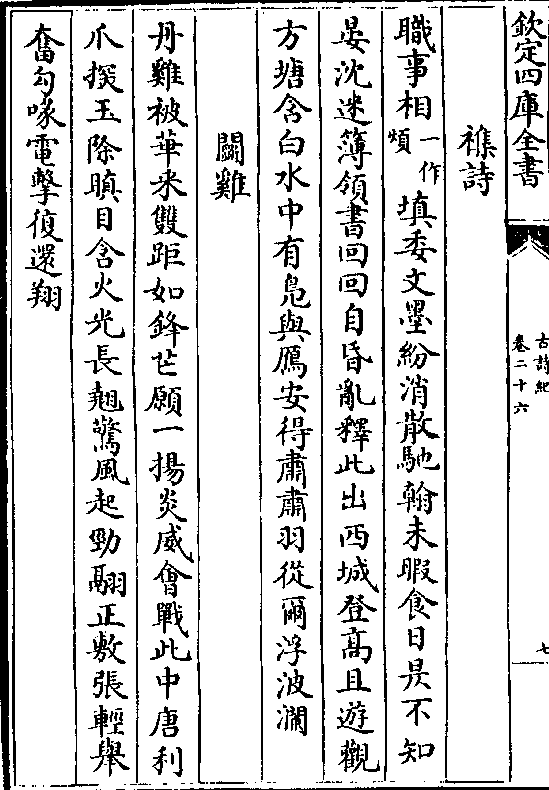 欽定四庫全書
古詩紀
卷二十六
七
襍詩
職事相一作煩填委文墨紛消散馳翰未暇食日昃不知
晏沈迷簿領書回回自昏亂釋此出西城登高且遊觀
方塘含白水中有鳬與鴈安得肅肅羽從爾浮波瀾
鬬雞
丹雞被華采雙距如鋒芒願一揚炎威會戰此中唐利
爪探玉除瞋目含火光長翹驚風起勁翮正敷張輕舉
奮勾喙電擊復還翔